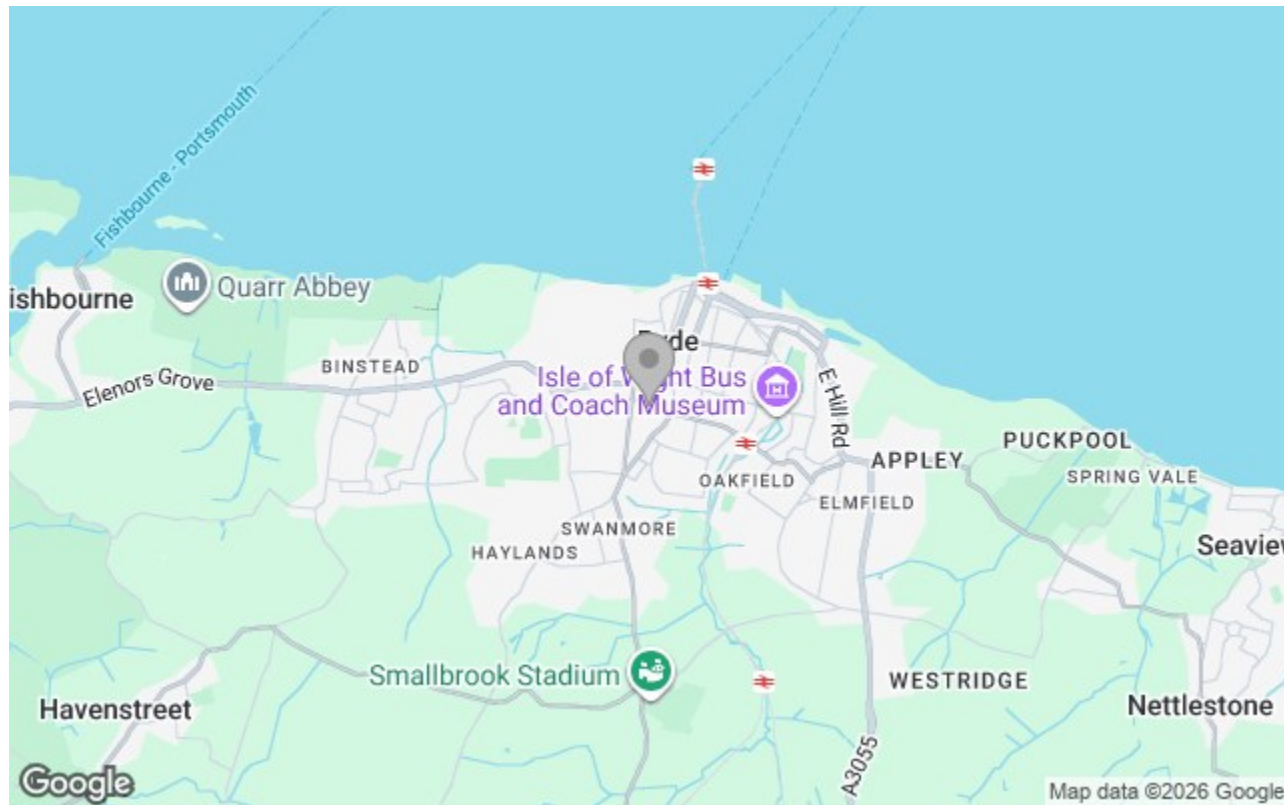 Fishbourne - Portsmouth
ishbourne
Quarr Abbey
BINSTEAD
Elenors Grove
Isle of Wight Bus
and Coach Museum
E Hill Rd
OAKFIELD
APPLEY
PUCKPOOL
SPRING VALE
ELMFIELD
SWANMORE
HAYLANDS
Seaview
Smallbrook Stadium
WESTRIDGE
Havenstreet
Nettlestone
A3055
Google
Map data ©2026 Google